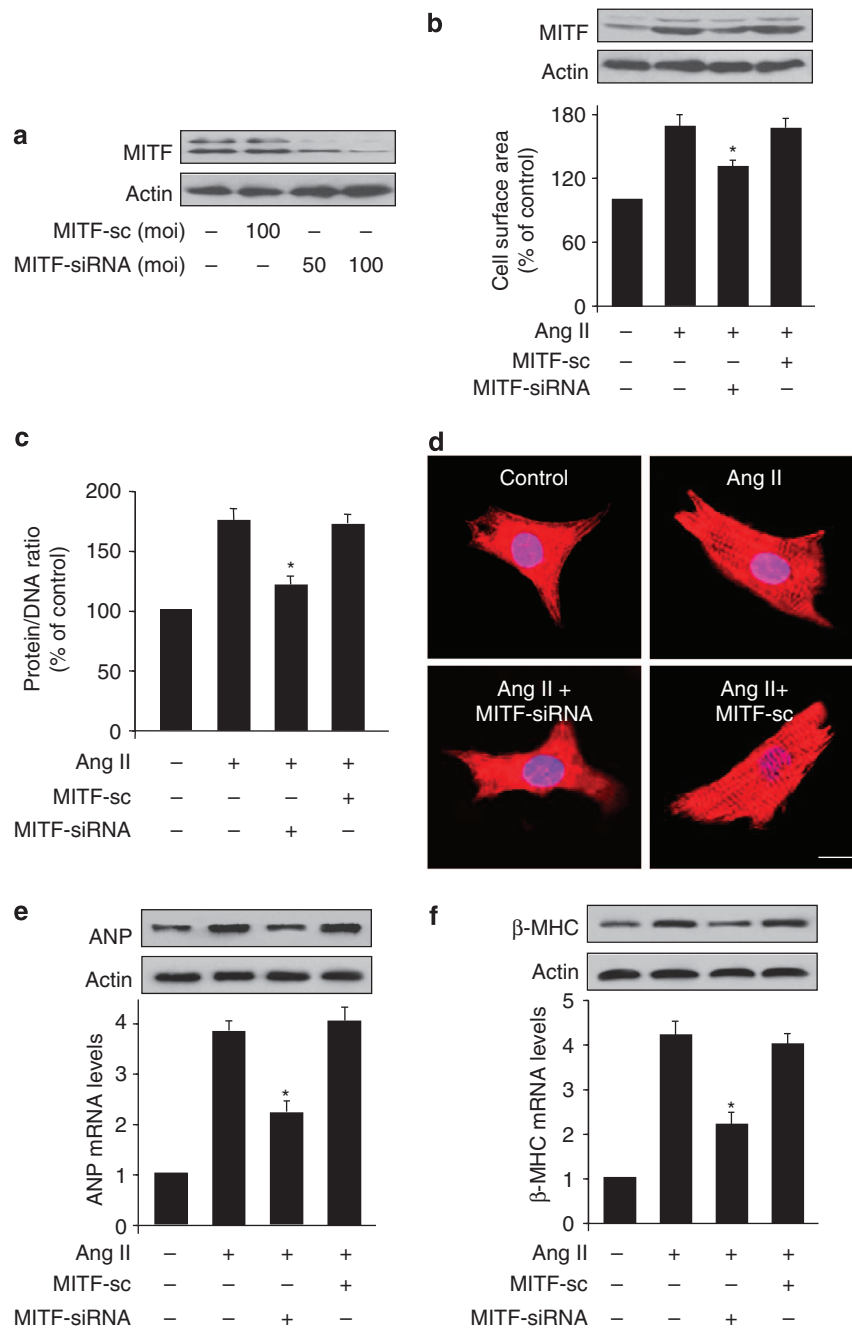 a
MITF
Actin
MITF-sc (moi) – 100 – –
MITF-siRNA (moi) – – 50 100
b
MITF
Actin
180
120
60
0
Cell surface area
(% of control)
*
Ang II – + + +
MITF-sc – – – +
MITF-siRNA – – + –
c
200
150
100
50
0
Protein/DNA ratio
(% of control)
*
Ang II – + + +
MITF-sc – – – +
MITF-siRNA – – + –
d
Control
Ang II
Ang II +
MITF-siRNA
Ang II+
MITF-sc
e
ANP
Actin
4
3
2
1
0
ANP mRNA levels
*
Ang II – + + +
MITF-sc – – – +
MITF-siRNA – – + –
f
β-MHC
Actin
5
4
3
2
1
0
β-MHC mRNA levels
*
Ang II – + + +
MITF-sc – – – +
MITF-siRNA – – + –